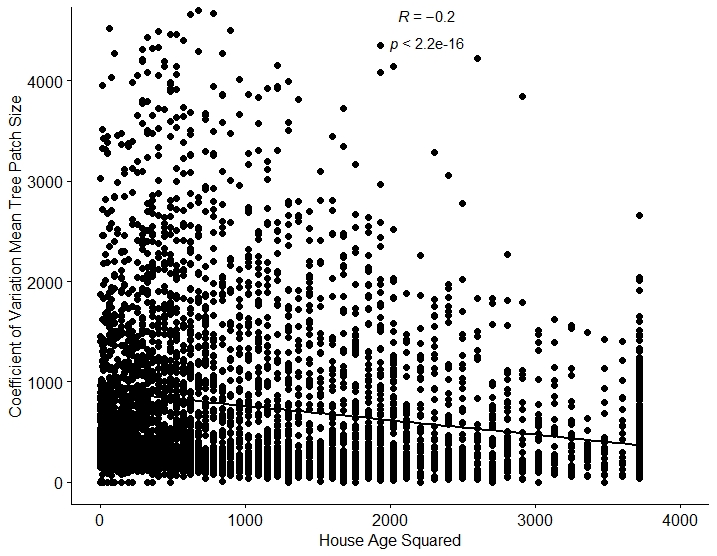 R = −0.2
p < 2.2e-16
Coefficient of Variation Mean Tree Patch Size
4000
3000
2000
1000
0
0 1000 2000 3000 4000
House Age Squared